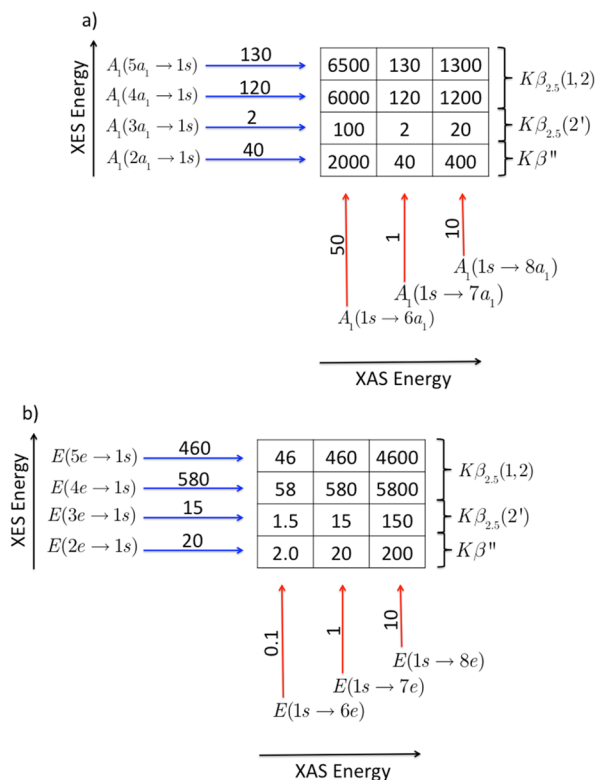 a)
XES Energy
A₁(5a₁ → 1s) 130 6500 130 1300 Kβ₂.₅(1,2)
A₁(4a₁ → 1s) 120 6000 120 1200
A₁(3a₁ → 1s) 2 100 2 20 Kβ₂.₅(2')
A₁(2a₁ → 1s) 40 2000 40 400 Kβ"
50 1 10
A₁(1s → 8a₁)
A₁(1s → 7a₁)
A₁(1s → 6a₁)
XAS Energy
b)
XES Energy
E(5e → 1s) 460 46 460 4600 Kβ₂.₅(1,2)
E(4e → 1s) 580 58 580 5800
E(3e → 1s) 15 1.5 15 150 Kβ₂.₅(2')
E(2e → 1s) 20 2.0 20 200 Kβ"
0.1 1 10
E(1s → 8e)
E(1s → 7e)
E(1s → 6e)
XAS Energy